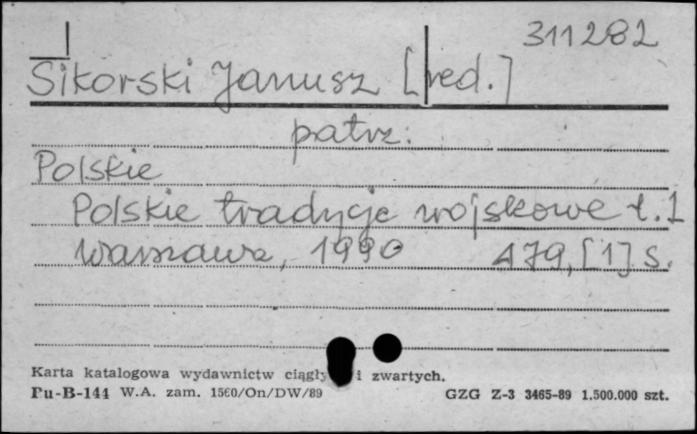 311282
Sikorski Janusz [red.]
patrz:
Polskie
Polskie tradycje wojskowe t.1
Warszawa, 1990 479, [1] s.
Karta katalogowa wydawnictw ciągły i zwartych.
Pu-B-144 W.A. zam. 1560/On/DW/89 GZG Z-3 3465-89 1.500.000 szt.